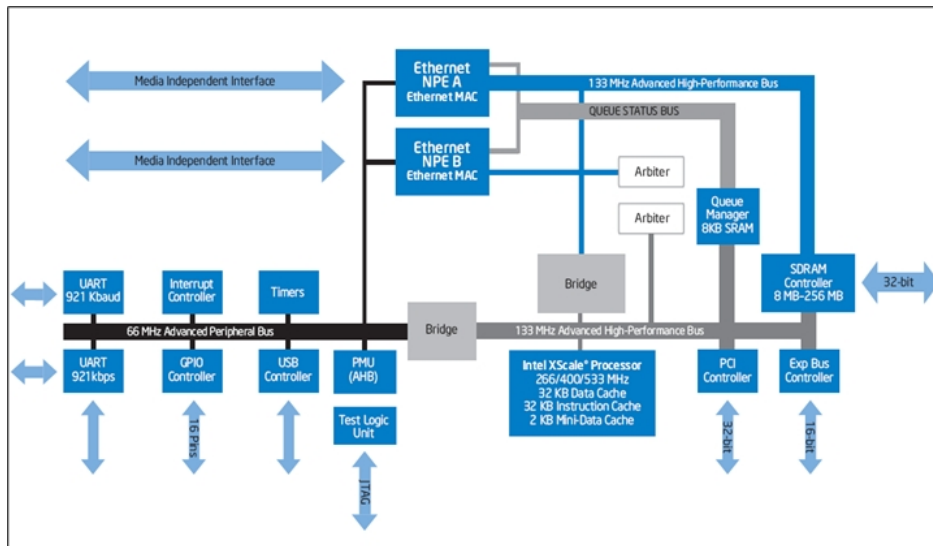 Media Independent Interface
Ethernet
NPE A
Ethernet MAC
133 MHz Advanced High-Performance Bus
QUEUE STATUS BUS
Media Independent Interface
Ethernet
NPE B
Ethernet MAC
Arbiter
Arbiter
Queue
Manager
8KB SRAM
UART
921 Kbaud
Interrupt
Controller
Timers
Bridge
SDRAM
Controller
8 MB-256 MB
32-bit
66 MHz Advanced Peripheral Bus
Bridge
133 MHz Advanced High-Performance Bus
UART
921kbps
GPIO
Controller
USB
Controller
PMU
(AHB)
Intel XScale® Processor
266/400/533 MHz
32 KB Data Cache
32 KB Instruction Cache
2 KB Mini-Data Cache
PCI
Controller
Exp Bus
Controller
16 Pins
Test Logic
Unit
32-bit
16-bit
JTAG